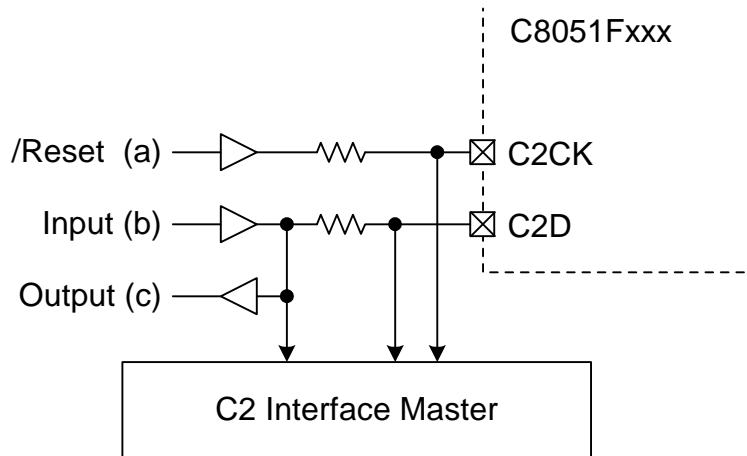 C8051Fxxx
/Reset (a)
C2CK
Input (b)
C2D
Output (c)
C2 Interface Master